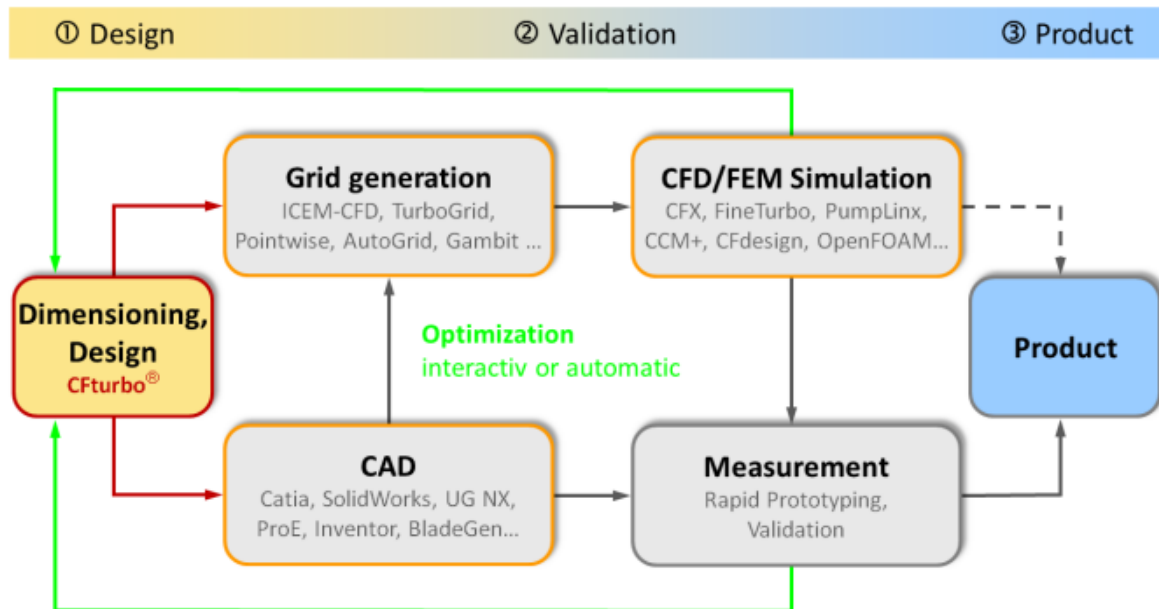 ① Design
② Validation
③ Product
Grid generation
ICEM-CFD, TurboGrid,
Pointwise, AutoGrid, Gambit ...
CFD/FEM Simulation
CFX, FineTurbo, PumpLinx,
CCM+, CFdesign, OpenFOAM...
Dimensioning,
Design
CFturbo®
Optimization
interactiv or automatic
Product
CAD
Catia, SolidWorks, UG NX,
ProE, Inventor, BladeGen...
Measurement
Rapid Prototyping,
Validation